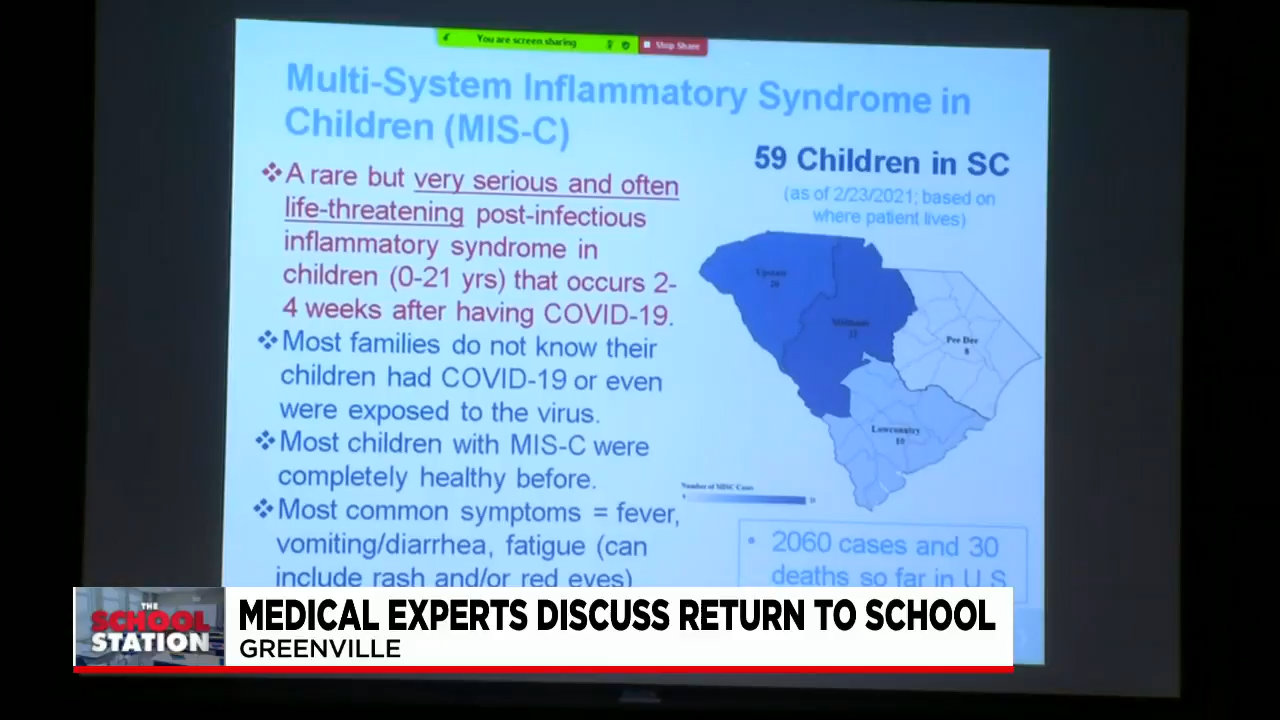 You are screen sharing
Stop Share
Multi-System Inflammatory Syndrome in
Children (MIS-C)
❖A rare but very serious and often
life-threatening post-infectious
inflammatory syndrome in
children (0-21 yrs) that occurs 2-
4 weeks after having COVID-19.
❖Most families do not know their
children had COVID-19 or even
were exposed to the virus.
❖Most children with MIS-C were
completely healthy before.
❖Most common symptoms = fever,
vomiting/diarrhea, fatigue (can
include rash and/or red eyes)
59 Children in SC
(as of 2/23/2021; based on
where patient lives)
Upstate
20
Midlands
Pee Dee
8
Lowcountry
10
Number of MISC Cases
• 2060 cases and 30
deaths so far in U.S
THE
SCHOOL
STATION
MEDICAL EXPERTS DISCUSS RETURN TO SCHOOL
GREENVILLE